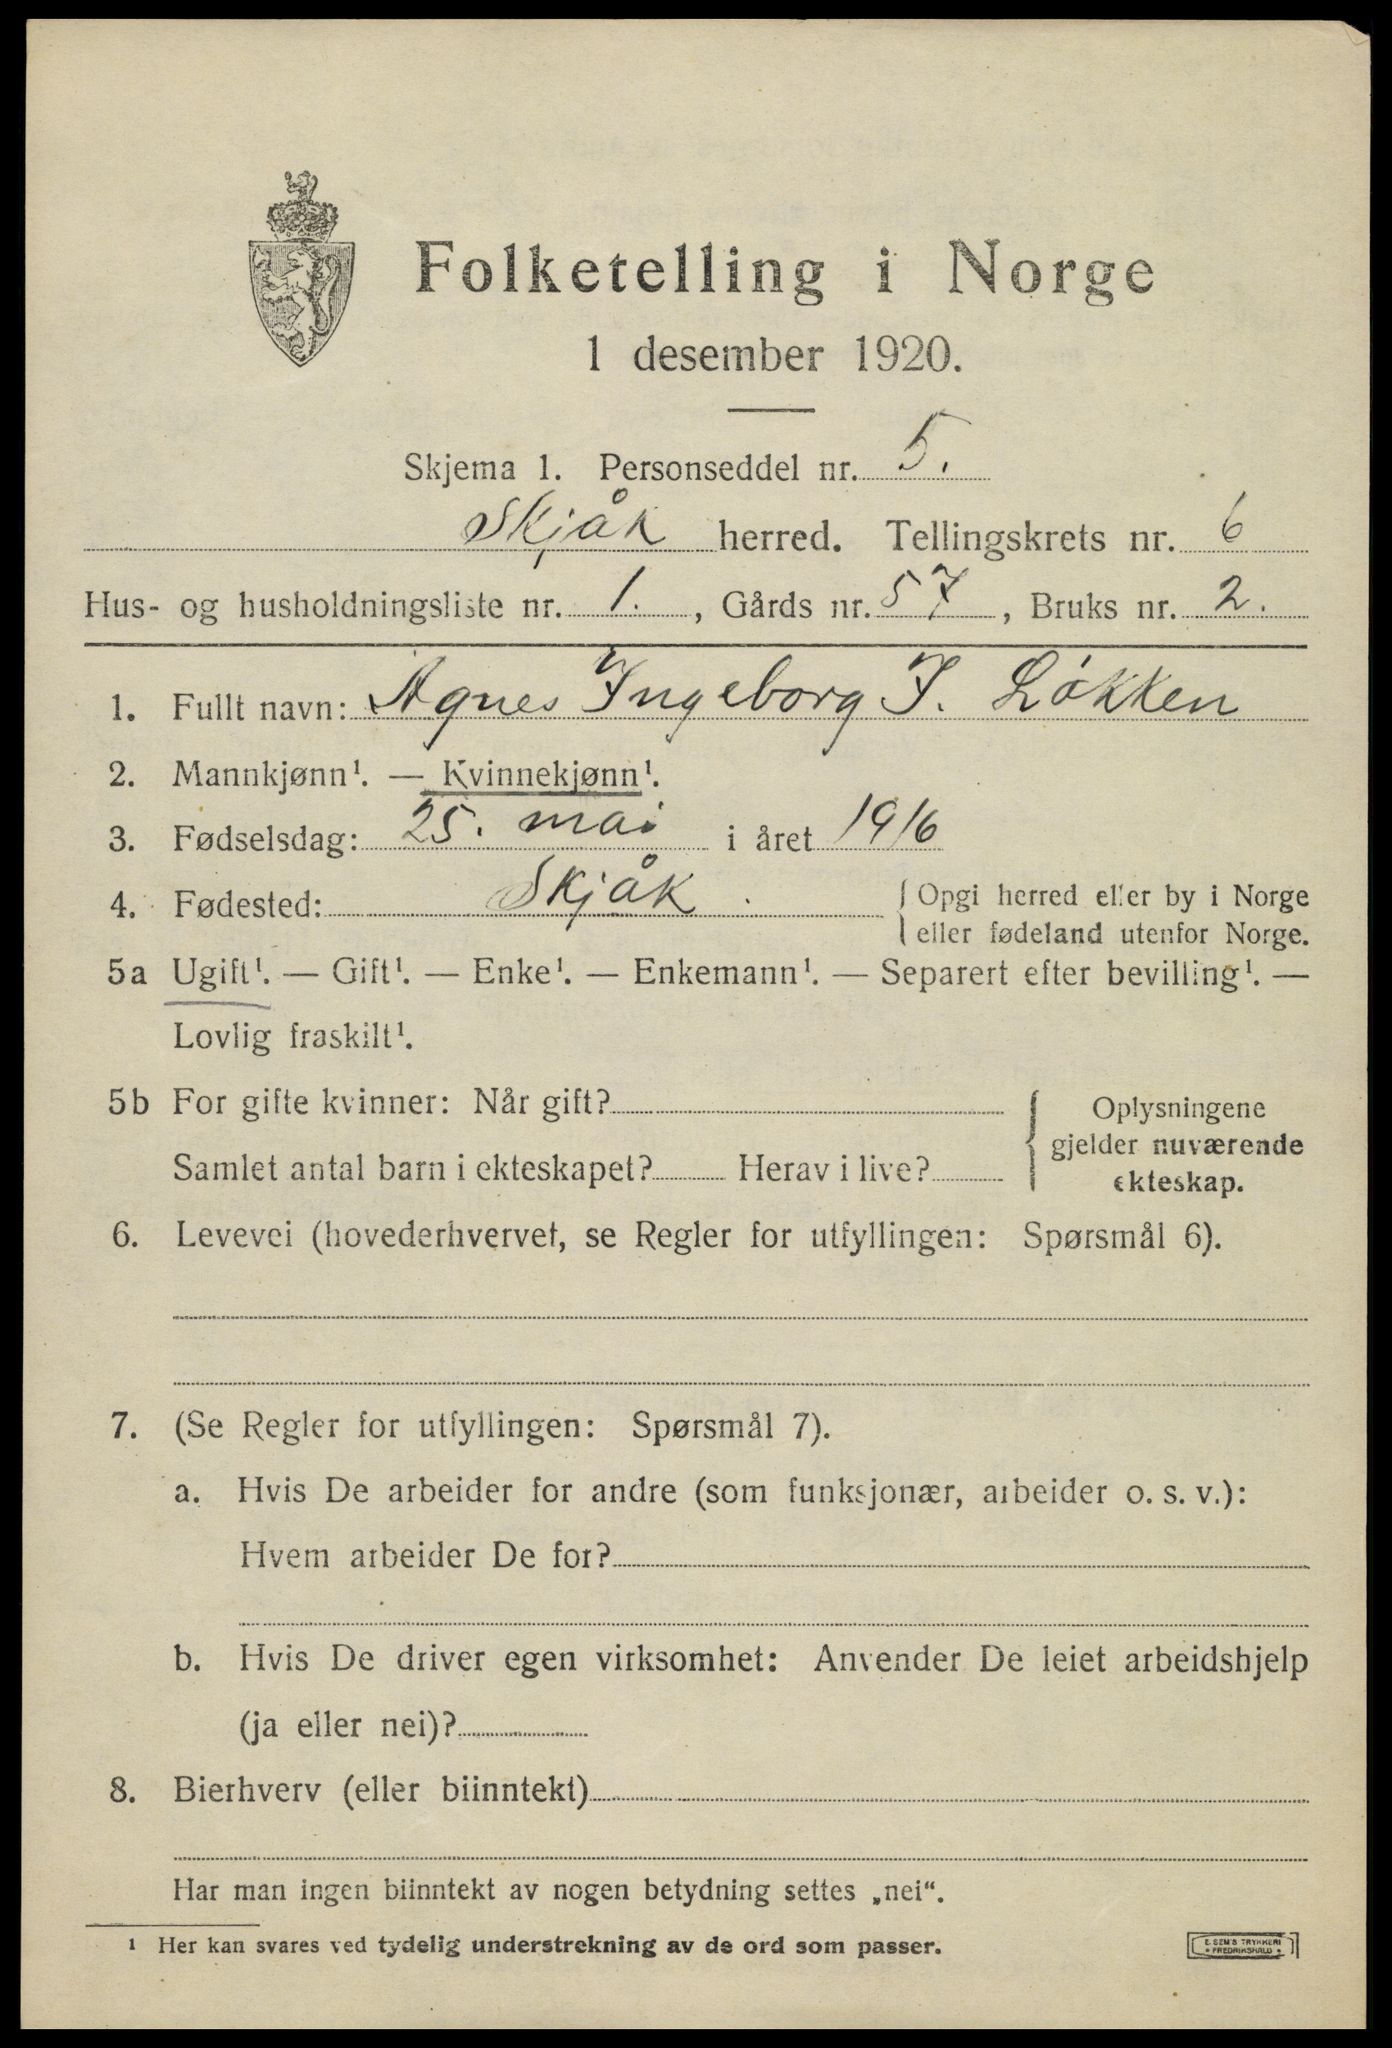 Folketelling i Norge
1 desember 1920.
Skjema 1. Personseddel nr. 5.
Skjåk herred. Tellingskrets nr. 6
Hus- og husholdningsliste nr. 1., Gårds nr. 57, Bruks nr. 2.
1. Fullt navn: Agnes Ingeborg I. Løkken
2. Mannkjønn¹. — Kvinnekjønn¹.
3. Fødselsdag: 25. mai i året 1916
4. Fødested: Skjåk. { Opgi herred eller by i Norge
eller fødeland utenfor Norge.
5a Ugift¹. — Gift¹. — Enke¹. — Enkemann¹. — Separert efter bevilling¹. —
Lovlig fraskilt¹.
5b For gifte kvinner: Når gift?
Samlet antal barn i ekteskapet? Herav i live?
{ Oplysningene
gjelder nuværende
ekteskap.
6. Levevei (hovederhvervet, se Regler for utfyllingen: Spørsmål 6).
7. (Se Regler for utfyllingen: Spørsmål 7).
a. Hvis De arbeider for andre (som funksjonær, arbeider o. s. v.):
Hvem arbeider De for?
b. Hvis De driver egen virksomhet: Anvender De leiet arbeidshjelp
(ja eller nei)?
8. Bierhverv (eller biinntekt)
Har man ingen biinntekt av nogen betydning settes „nei“.
¹ Her kan svares ved tydelig understrekning av de ord som passer.
E. SEM'S TRYKKERI
• FREDRIKSHALD •